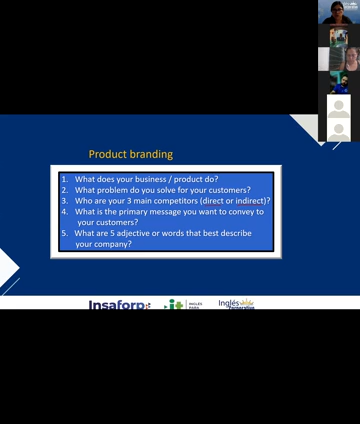 Product branding
1. What does your business / product do?
2. What problem do you solve for your customers?
3. Who are your 3 main competitors (direct or indirect)?
4. What is the primary message you want to convey to
your customers?
5. What are 5 adjective or words that best describe
your company?
Insaforp
INGLÉS
PARA
Inglés